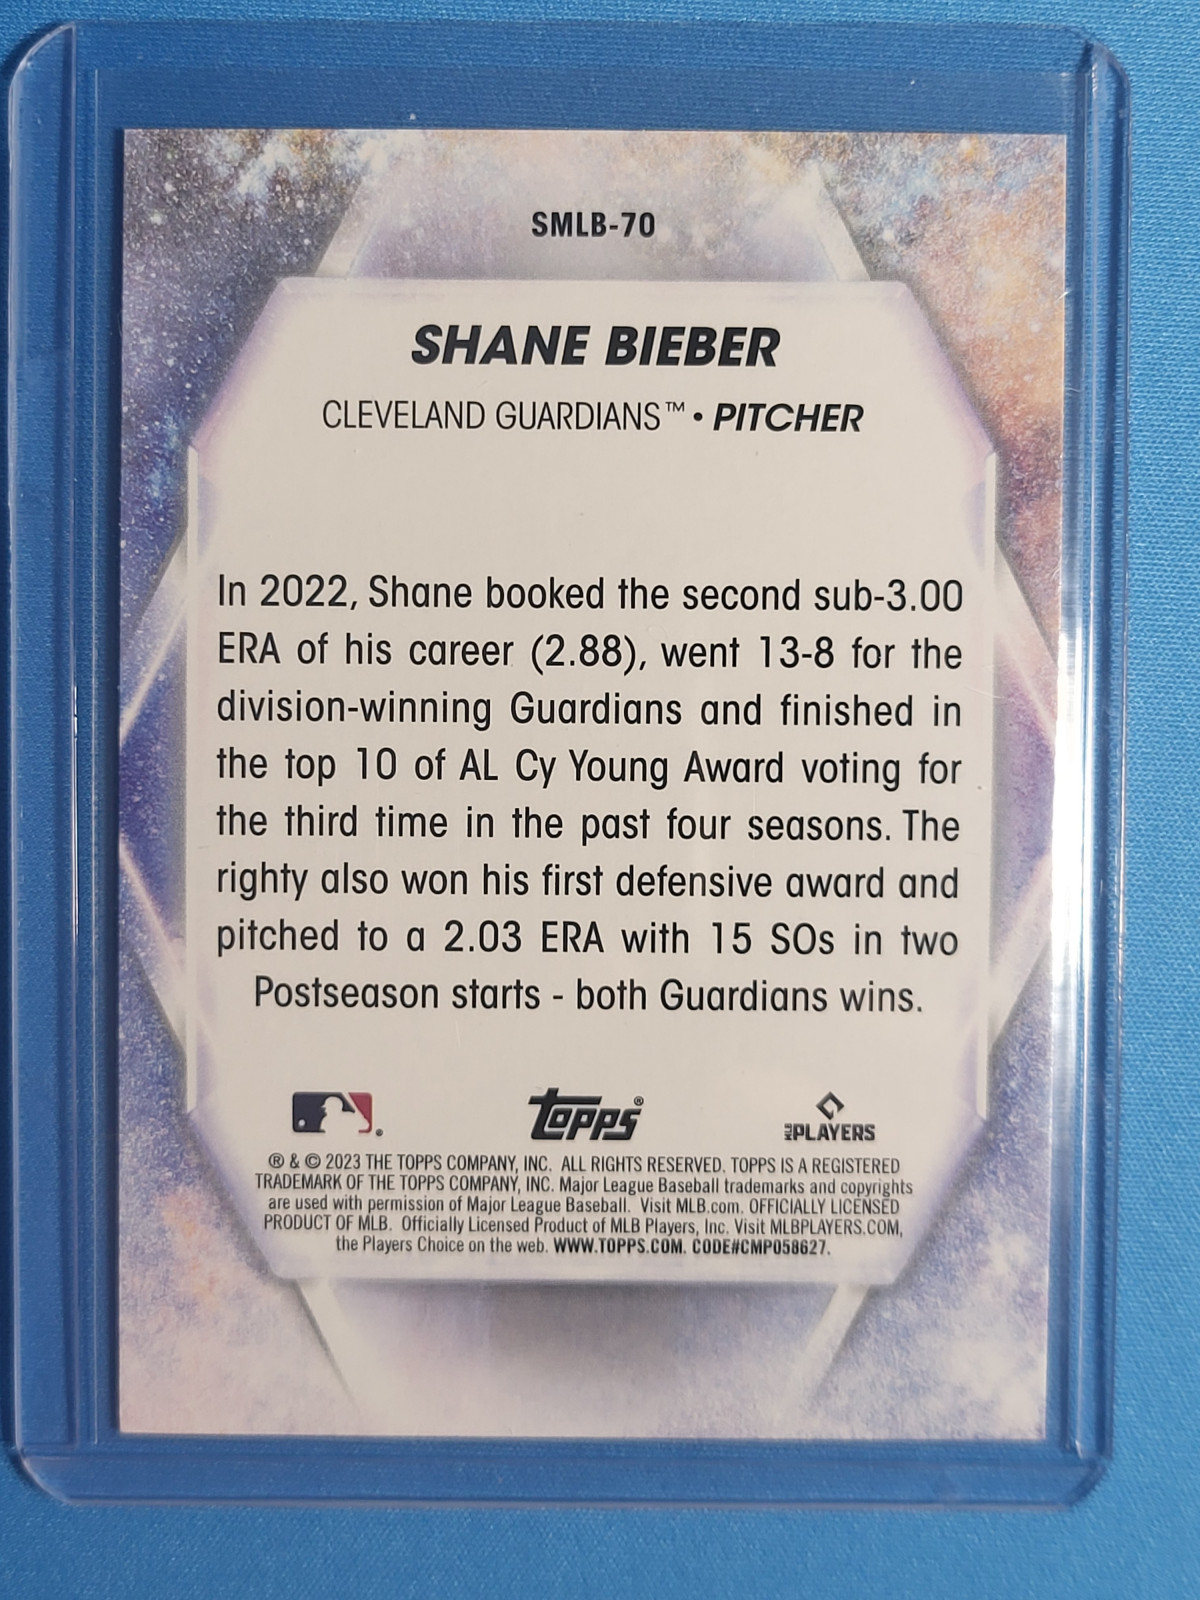 SMLB-70
SHANE BIEBER
CLEVELAND GUARDIANS™ • PITCHER
In 2022, Shane booked the second sub-3.00
ERA of his career (2.88), went 13-8 for the
division-winning Guardians and finished in
the top 10 of AL Cy Young Award voting for
the third time in the past four seasons. The
righty also won his first defensive award and
pitched to a 2.03 ERA with 15 SOs in two
Postseason starts - both Guardians wins.
® topps® MLB PLAYERS
® & © 2023 THE TOPPS COMPANY, INC. ALL RIGHTS RESERVED. TOPPS IS A REGISTERED
TRADEMARK OF THE TOPPS COMPANY, INC. Major League Baseball trademarks and copyrights
are used with permission of Major League Baseball. Visit MLB.com. OFFICIALLY LICENSED
PRODUCT OF MLB. Officially Licensed Product of MLB Players, Inc. Visit MLBPLAYERS.COM,
the Players Choice on the web. WWW.TOPPS.COM. CODE#CMP058627.